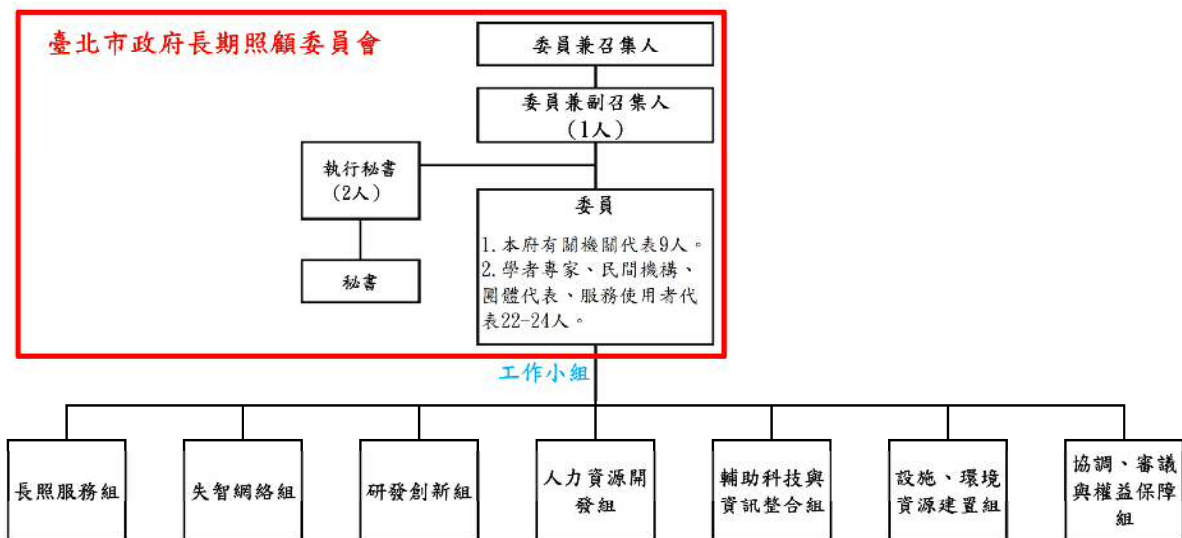 臺北市政府長期照顧委員會
委員兼召集人
委員兼副召集人
(1人)
執行秘書
(2人)
秘書
委員
1.本府有關機關代表9人。
2.學者專家、民間機構、
團體代表、服務使用者代
表22-24人。
工作小組
長照服務組
失智網絡組
研發創新組
人力資源開
發組
輔助科技與
資訊整合組
設施、環境
資源建置組
協調、審議
與權益保障
組